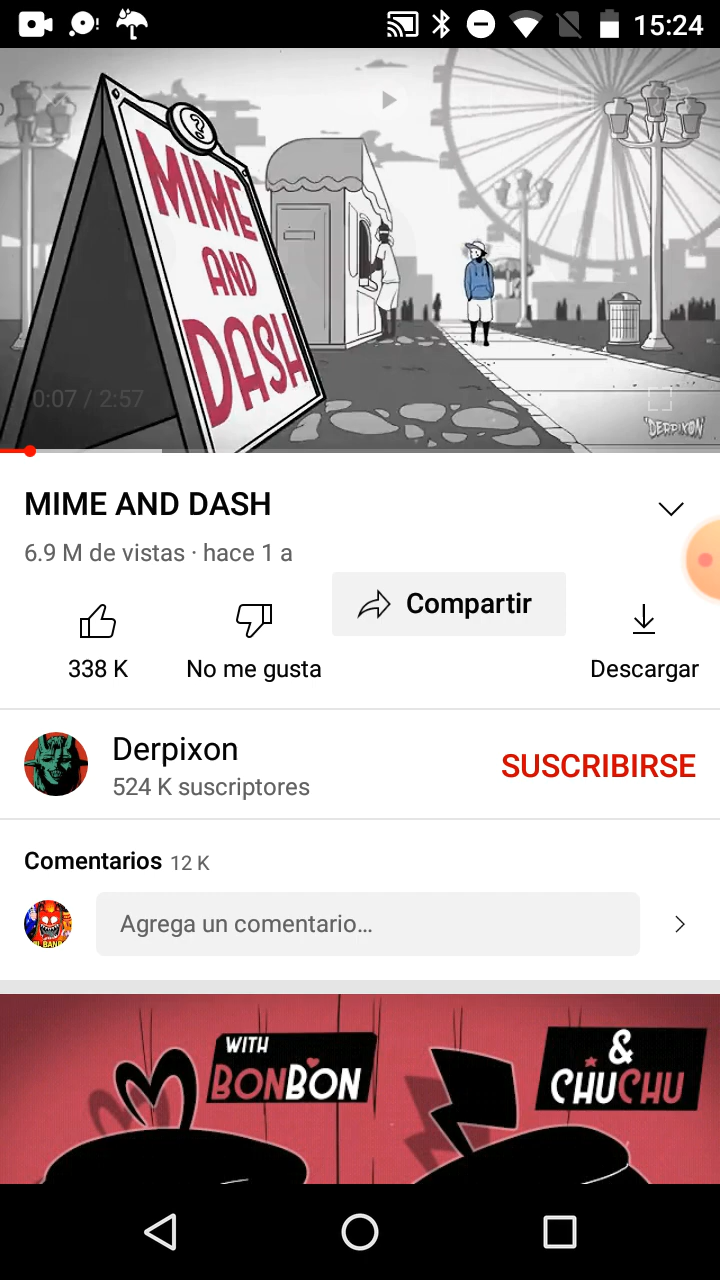 15:24
?
MIME
AND
DASH
0:07 / 2:57
DERPIXON
MIME AND DASH
6.9 M de vistas · hace 1 a
Compartir
338 K
No me gusta
Descargar
Derpixon
SUSCRIBIRSE
524 K suscriptores
Comentarios 12 K
Agrega un comentario...
WITH
BONBON
&
CHUCHU